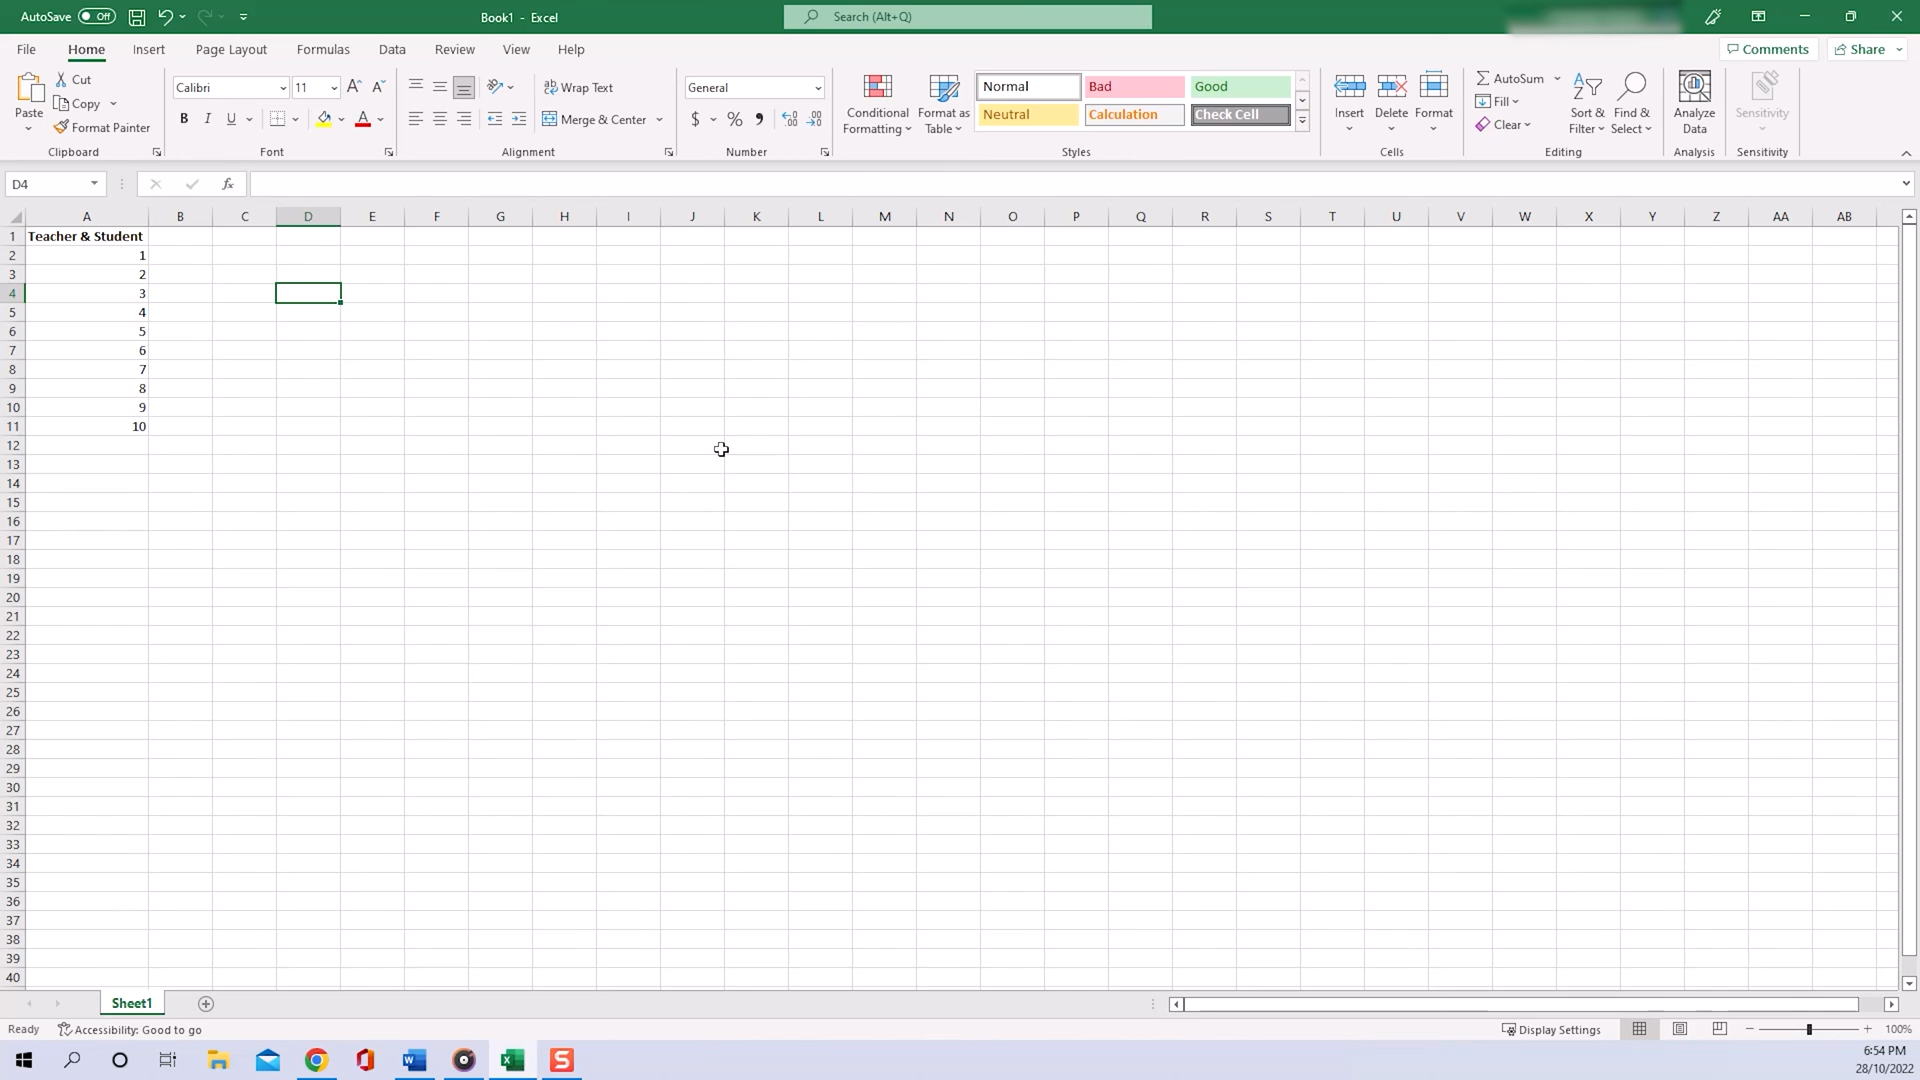 AutoSave Off Book1 - Excel Search (Alt+Q)
File Home Insert Page Layout Formulas Data Review View Help Comments Share
Paste Cut Copy Format Painter Clipboard
Calibri 11 B I U A Font
ab Wrap Text Merge & Center Alignment
General $ % Number
Conditional Formatting Format as Table Normal Bad Good Neutral Calculation Check Cell Styles
Insert Delete Format Cells
AutoSum Fill Clear Sort & Filter Find & Select Editing
Analyze Data Analysis
Sensitivity Sensitivity
D4 fx
A B C D E F G H I J K L M N O P Q R S T U V W X Y Z AA AB
1 Teacher & Student
2 1
3 2
4 3
5 4
6 5
7 6
8 7
9 8
10 9
11 10
12
13
14
15
16
17
18
19
20
21
22
23
24
25
26
27
28
29
30
31
32
33
34
35
36
37
38
39
40
Sheet1
Ready Accessibility: Good to go Display Settings 100%
6:54 PM
28/10/2022